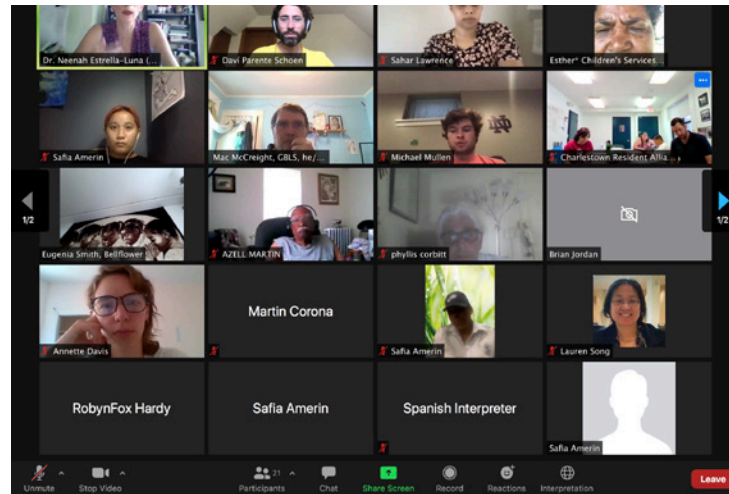 Dr. Neenah Estrella-Luna (...
Davi Parente Schoen
Sahar Lawrence
Esther* Children's Services...
Safia Amerin
Mac McCreight, GBLS, he/...
Michael Mullen
Charlestown Resident Allia...
1/2
1/2
Eugenia Smith, Bellflower
AZELL MARTIN
phyllis corbitt
Brian Jordan
Annette Davis
Martin Corona
Safia Amerin
Lauren Song
RobynFox Hardy
Safia Amerin
Spanish Interpreter
Safia Amerin
Unmute
Stop Video
21
Participants
Chat
Share Screen
Record
Reactions
Interpretation
Leave